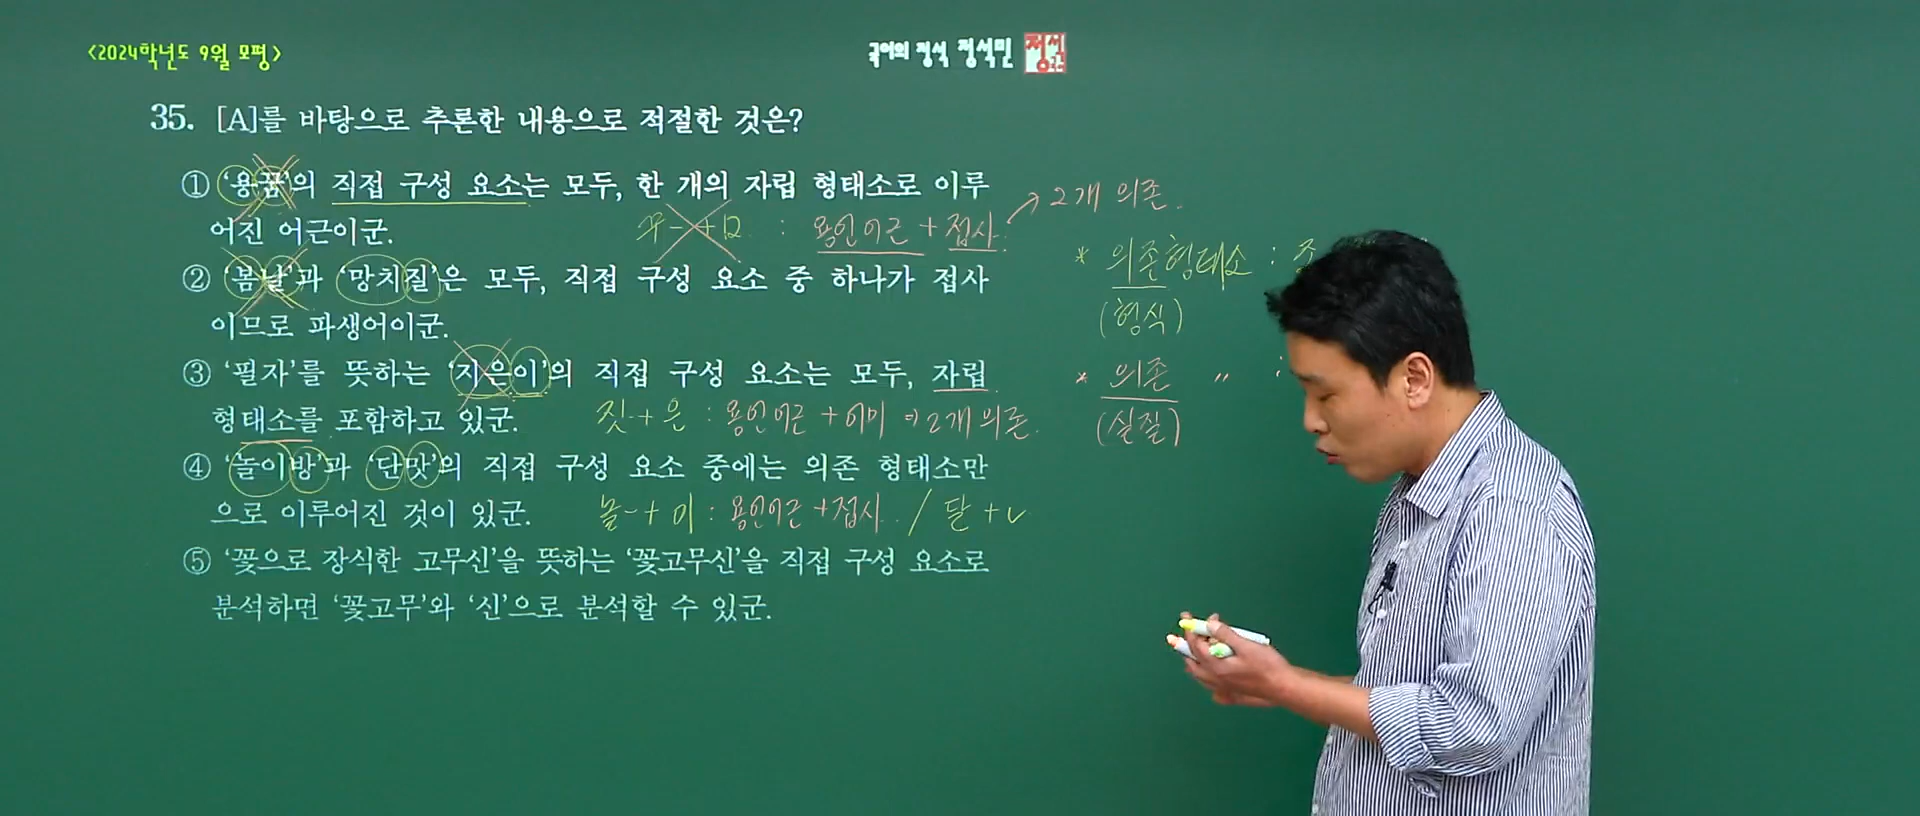 <2024학년도 9월 모평>
국어의 정석 정석민
35. [A]를 바탕으로 추론한 내용으로 적절한 것은?
① ‘용꿈’의 직접 구성 요소는 모두, 한 개의 자립 형태소로 이루
어진 어근이군.
꾸-+ㅁ : 용언어근 + 접사 → 2개 의존.
② ‘봄날’과 ‘망치질’은 모두, 직접 구성 요소 중 하나가 접사
이므로 파생어이군.
③ ‘필자’를 뜻하는 ‘지은이’의 직접 구성 요소는 모두, 자립
형태소를 포함하고 있군.
짓+은 : 용언어근 + 어미 → 2개 의존.
④ ‘놀이방’과 ‘단맛’의 직접 구성 요소 중에는 의존 형태소만
으로 이루어진 것이 있군.
놀-+이 : 용언어근+접사. / 달+ㄴ
⑤ ‘꽃으로 장식한 고무신’을 뜻하는 ‘꽃고무신’을 직접 구성 요소로
분석하면 ‘꽃고무’와 ‘신’으로 분석할 수 있군.
* 의존형태소 :
(형식)
* 의존 〃 :
(실질)